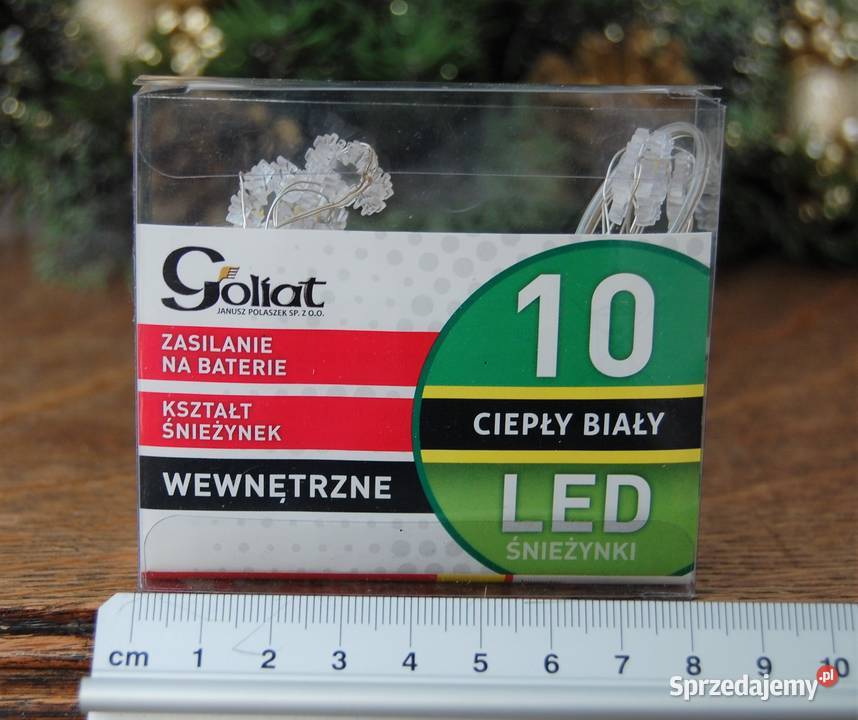 Goliat
JANUSZ POLASZEK SP. Z O.O.
ZASILANIE
NA BATERIE
KSZTAŁT
ŚNIEŻYNEK
WEWNĘTRZNE
10
CIEPŁY BIAŁY
LED
ŚNIEŻYNKI
cm 1 2 3 4 5 6 7 8 9 10
Sprzedajemy.pl